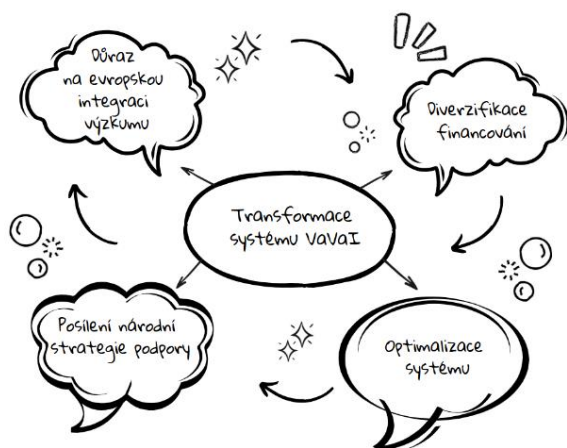 Důraz
na evropskou
integraci
výzkumu
Diverzifikace
financování
Transformace
systému VaVaI
Posílení národní
strategie podpory
Optimalizace
systému